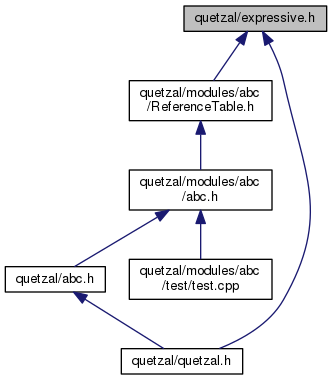 quetzal/expressive.h
quetzal/modules/abc
/ReferenceTable.h
quetzal/modules/abc
/abc.h
quetzal/abc.h
quetzal/modules/abc
/test/test.cpp
quetzal/quetzal.h